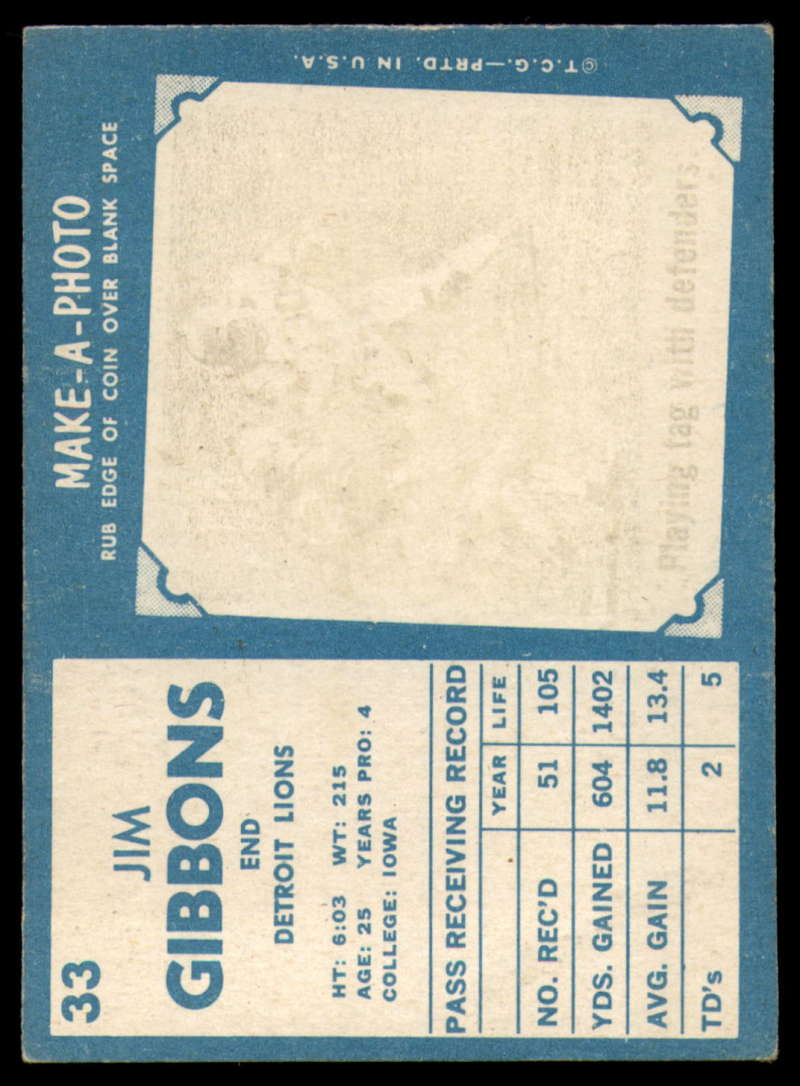 33
JIM
GIBBONS
END
DETROIT LIONS
HT: 6:03 WT: 215
AGE: 25 YEARS PRO: 4
COLLEGE: IOWA
PASS RECEIVING RECORD
YEAR LIFE
NO. REC'D 51 105
YDS. GAINED 604 1402
AVG. GAIN 11.8 13.4
TD's 2 5
MAKE-A-PHOTO
RUB EDGE OF COIN OVER BLANK SPACE
Playing tag with defenders
©T.C.G.—PRTD. IN U.S.A.